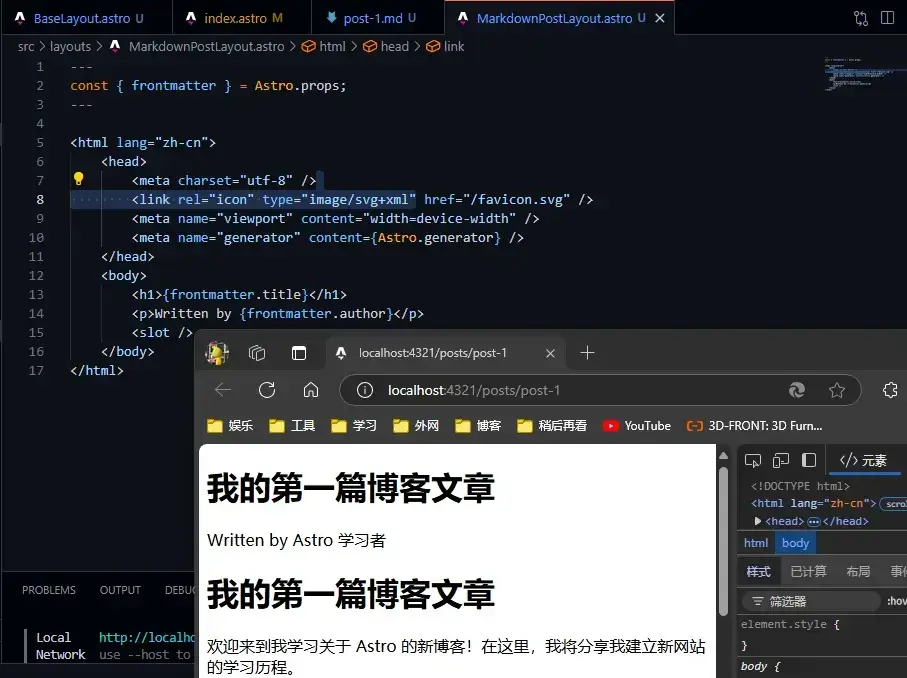 BaseLayout.astro U index.astro M post-1.md U MarkdownPostLayout.astro U
src > layouts > MarkdownPostLayout.astro > html > head > link
1 ---
2 const { frontmatter } = Astro.props;
3 ---
4
5 <html lang="zh-cn">
6 <head>
7 <meta charset="utf-8" />
8 <link rel="icon" type="image/svg+xml" href="/favicon.svg" />
9 <meta name="viewport" content="width=device-width" />
10 <meta name="generator" content={Astro.generator} />
11 </head>
12 <body>
13 <h1>{frontmatter.title}</h1>
14 <p>Written by {frontmatter.author}</p>
15 <slot />
16 </body>
17 </html>
PROBLEMS OUTPUT DEBU
Local http://localho
Network use --host to
localhost:4321/posts/post-1
localhost:4321/posts/post-1
娱乐 工具 学习 外网 博客 稍后再看 YouTube 3D-FRONT: 3D Furn...
我的第一篇博客文章
Written by Astro 学习者
我的第一篇博客文章
欢迎来到我学习关于 Astro 的新博客！在这里，我将分享我建立新网站
的学习历程。
</> 元素
<!DOCTYPE html>
<html lang="zh-cn"> scro
<head> ••• </head>
html body
样式 已计算 布局 事
筛选器 :hov
element.style {
}
body {